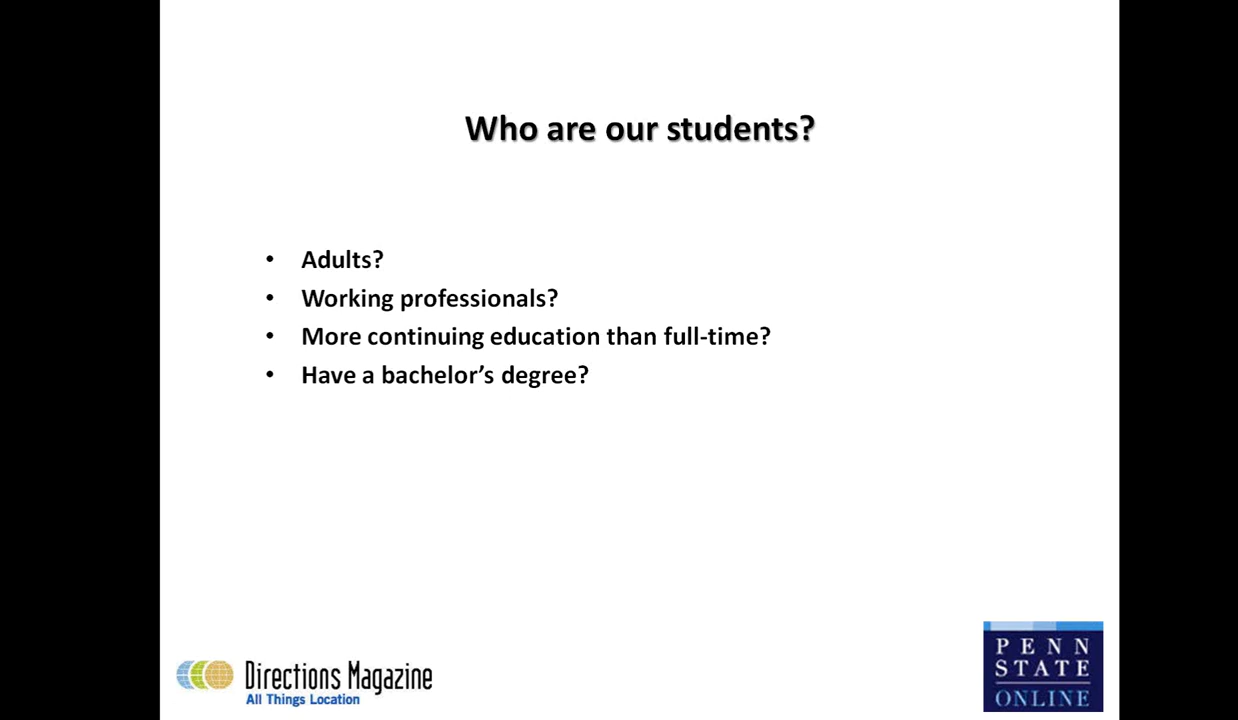 Who are our students?
• Adults?
• Working professionals?
• More continuing education than full-time?
• Have a bachelor’s degree?
Directions Magazine
All Things Location
PENN
STATE
ONLINE